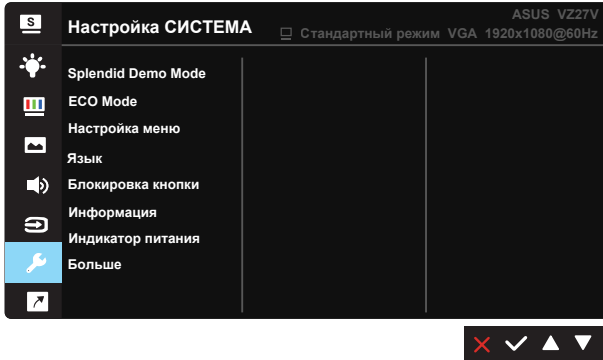 S
ASUS VZ27V
Настройка СИСТЕМА
Стандартный режим VGA 1920x1080@60Hz
Splendid Demo Mode
ECO Mode
Настройка меню
Язык
Блокировка кнопки
Информация
Индикатор питания
Больше